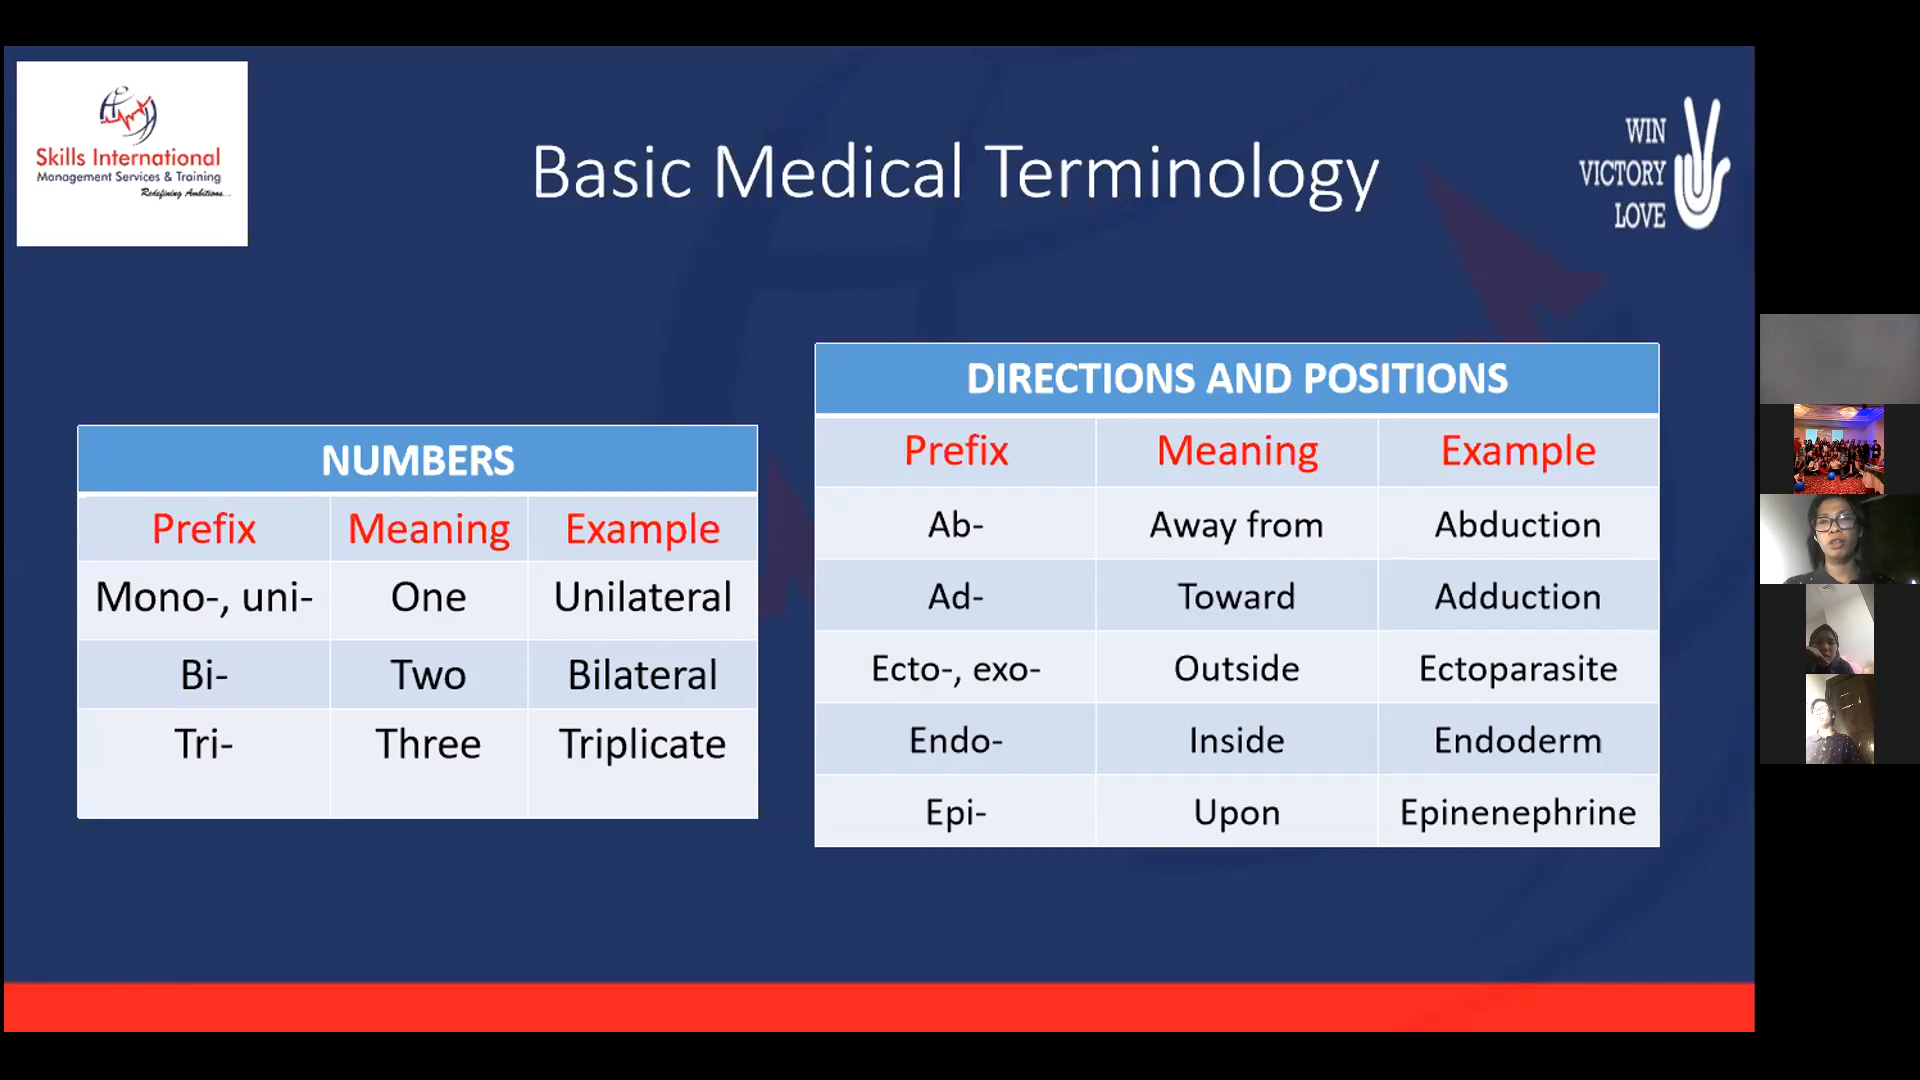 Skills International
Management Services & Training
Redefining Ambitions...
Basic Medical Terminology
WIN
VICTORY
LOVE
NUMBERS
Prefix Meaning Example
Mono-, uni- One Unilateral
Bi- Two Bilateral
Tri- Three Triplicate
DIRECTIONS AND POSITIONS
Prefix Meaning Example
Ab- Away from Abduction
Ad- Toward Adduction
Ecto-, exo- Outside Ectoparasite
Endo- Inside Endoderm
Epi- Upon Epinenephrine